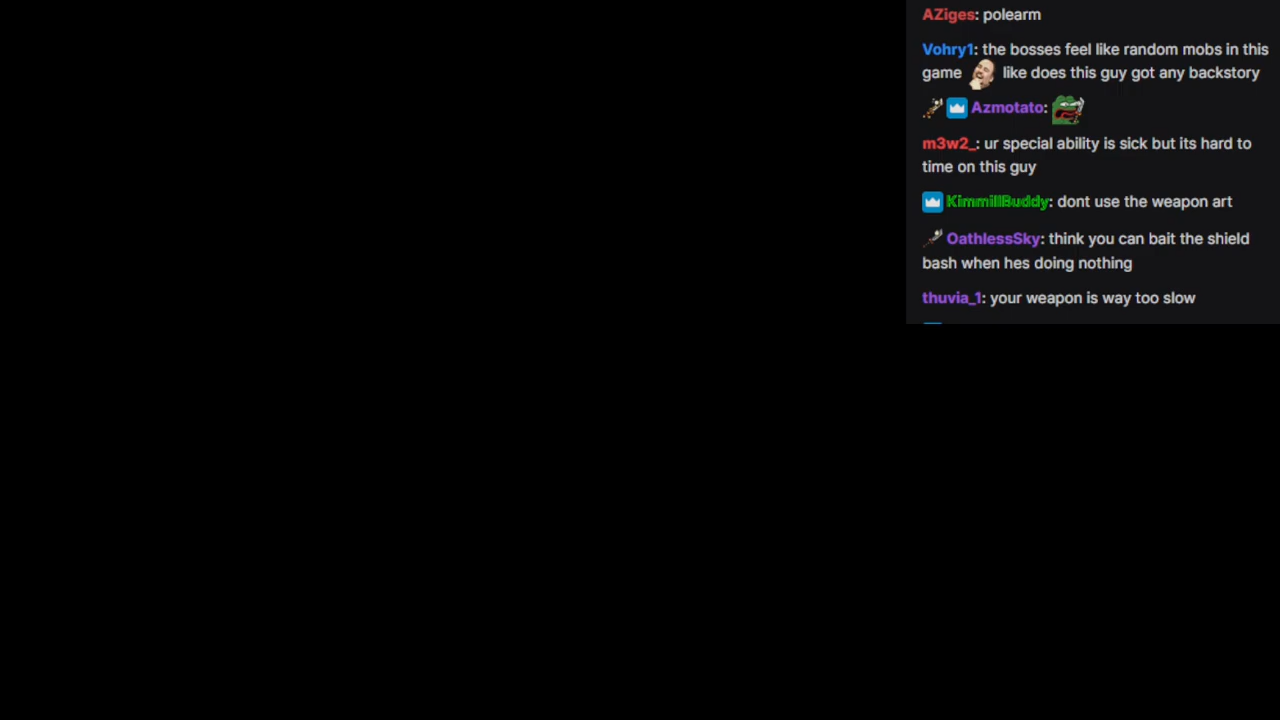 AZiges: polearm
Vohry1: the bosses feel like random mobs in this
game like does this guy got any backstory
Azmotato:
m3w2_: ur special ability is sick but its hard to
time on this guy
KimmillBuddy: dont use the weapon art
OathlessSky: think you can bait the shield
bash when hes doing nothing
thuvia_1: your weapon is way too slow